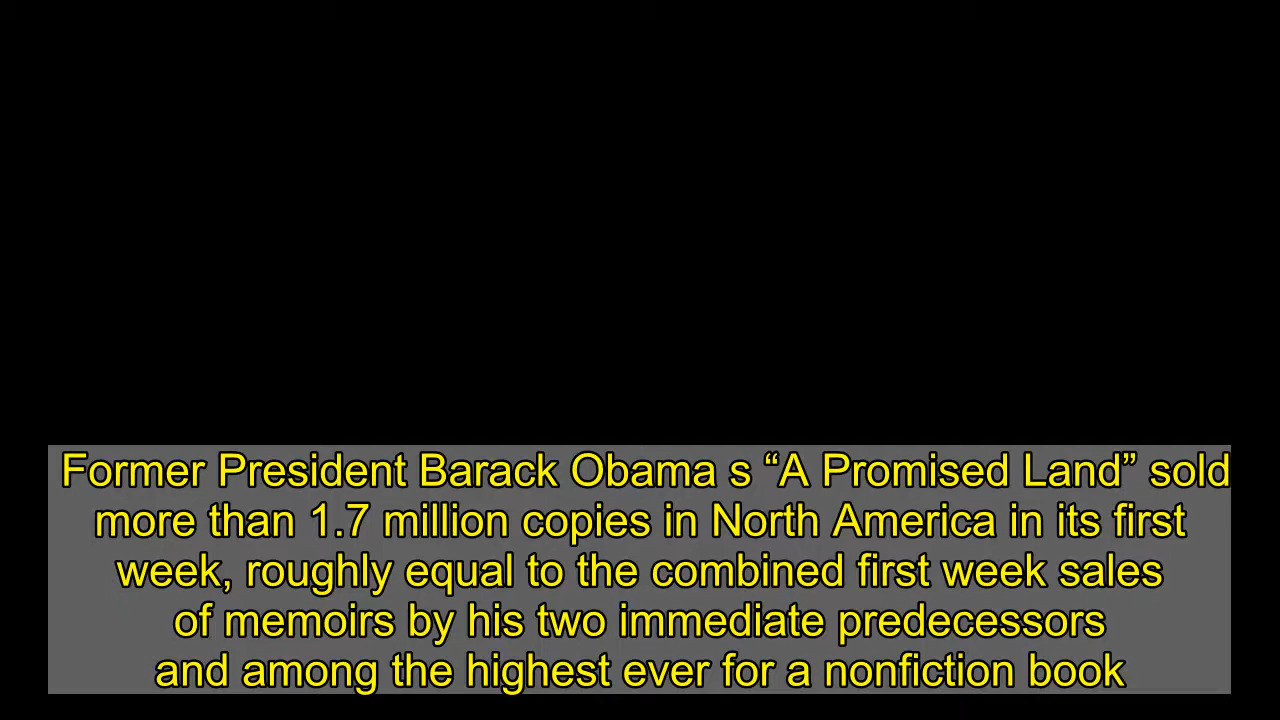 Former President Barack Obama s “A Promised Land” sold
more than 1.7 million copies in North America in its first
week, roughly equal to the combined first week sales
of memoirs by his two immediate predecessors
and among the highest ever for a nonfiction book